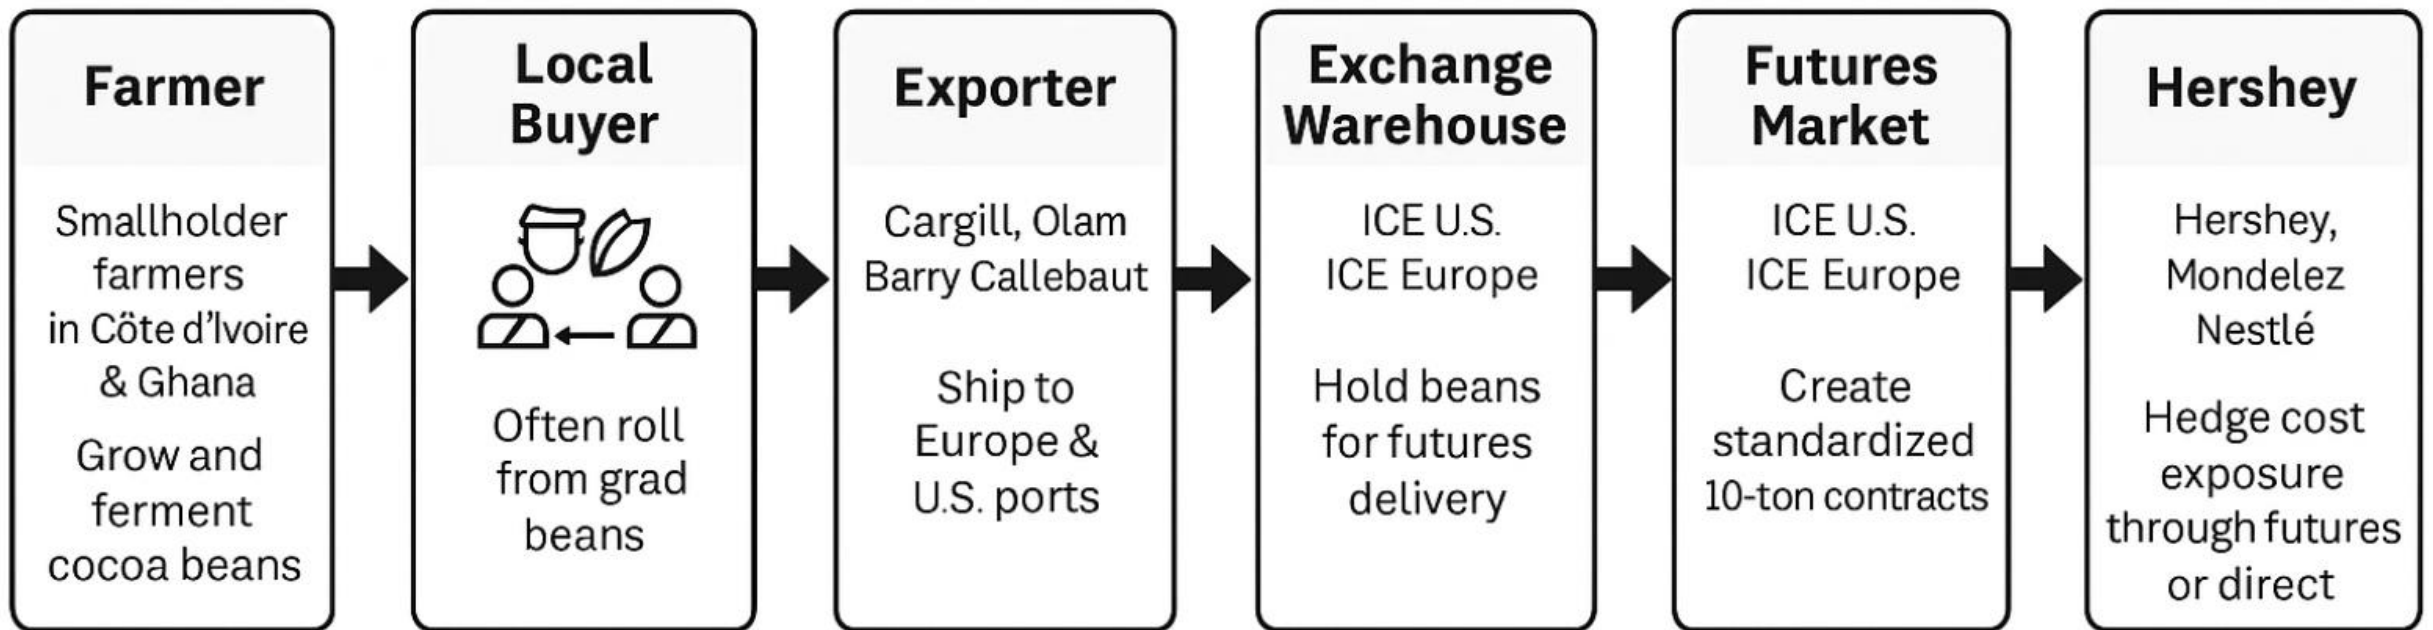 Farmer
Smallholder
farmers
in Cöte d'Ivoire
& Ghana
Grow and
ferment
cocoa beans
Local
Buyer
Often roll
from grad
beans
Exporter
Cargill, Olam
Barry Callebaut
Ship to
Europe &
U.S. ports
Exchange
Warehouse
ICE U.S.
ICE Europe
Hold beans
for futures
delivery
Futures
Market
ICE U.S.
ICE Europe
Create
standardized
10-ton contracts
Hershey
Hershey,
Mondelez
Nestlé
Hedge cost
exposure
through futures
or direct